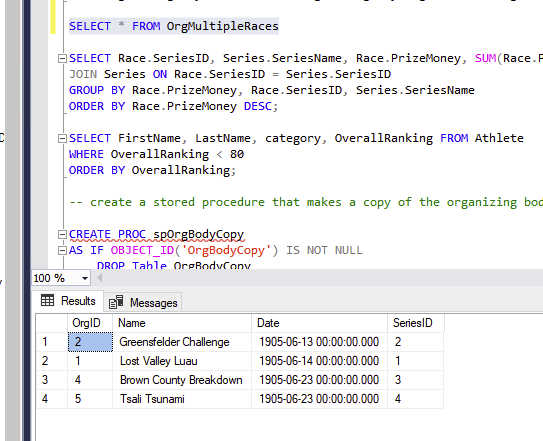 SELECT * FROM OrgMultipleRaces
SELECT Race.SeriesID, Series.SeriesName, Race.PrizeMoney, SUM(Race.P
JOIN Series ON Race.SeriesID = Series.SeriesID
GROUP BY Race.PrizeMoney, Race.SeriesID, Series.SeriesName
ORDER BY Race.PrizeMoney DESC;
SELECT FirstName, LastName, category, OverallRanking FROM Athlete
WHERE OverallRanking < 80
ORDER BY OverallRanking;
-- create a stored procedure that makes a copy of the organizing bod
CREATE PROC spOrgBodyCopy
AS IF OBJECT_ID('OrgBodyCopy') IS NOT NULL
DROP Table OrgBodyCopy
100 %
Results Messages
OrgID Name Date SeriesID
1 2 Greensfelder Challenge 1905-06-13 00:00:00.000 2
2 1 Lost Valley Luau 1905-06-14 00:00:00.000 1
3 4 Brown County Breakdown 1905-06-23 00:00:00.000 3
4 5 Tsali Tsunami 1905-06-23 00:00:00.000 4